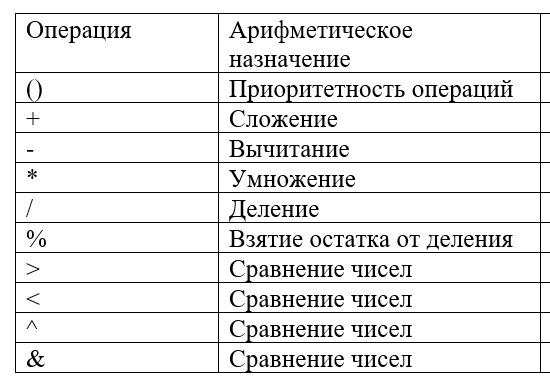 Операция Арифметическое
назначение
() Приоритетность операций
+ Сложение
- Вычитание
* Умножение
/ Деление
% Взятие остатка от деления
> Сравнение чисел
< Сравнение чисел
^ Сравнение чисел
& Сравнение чисел